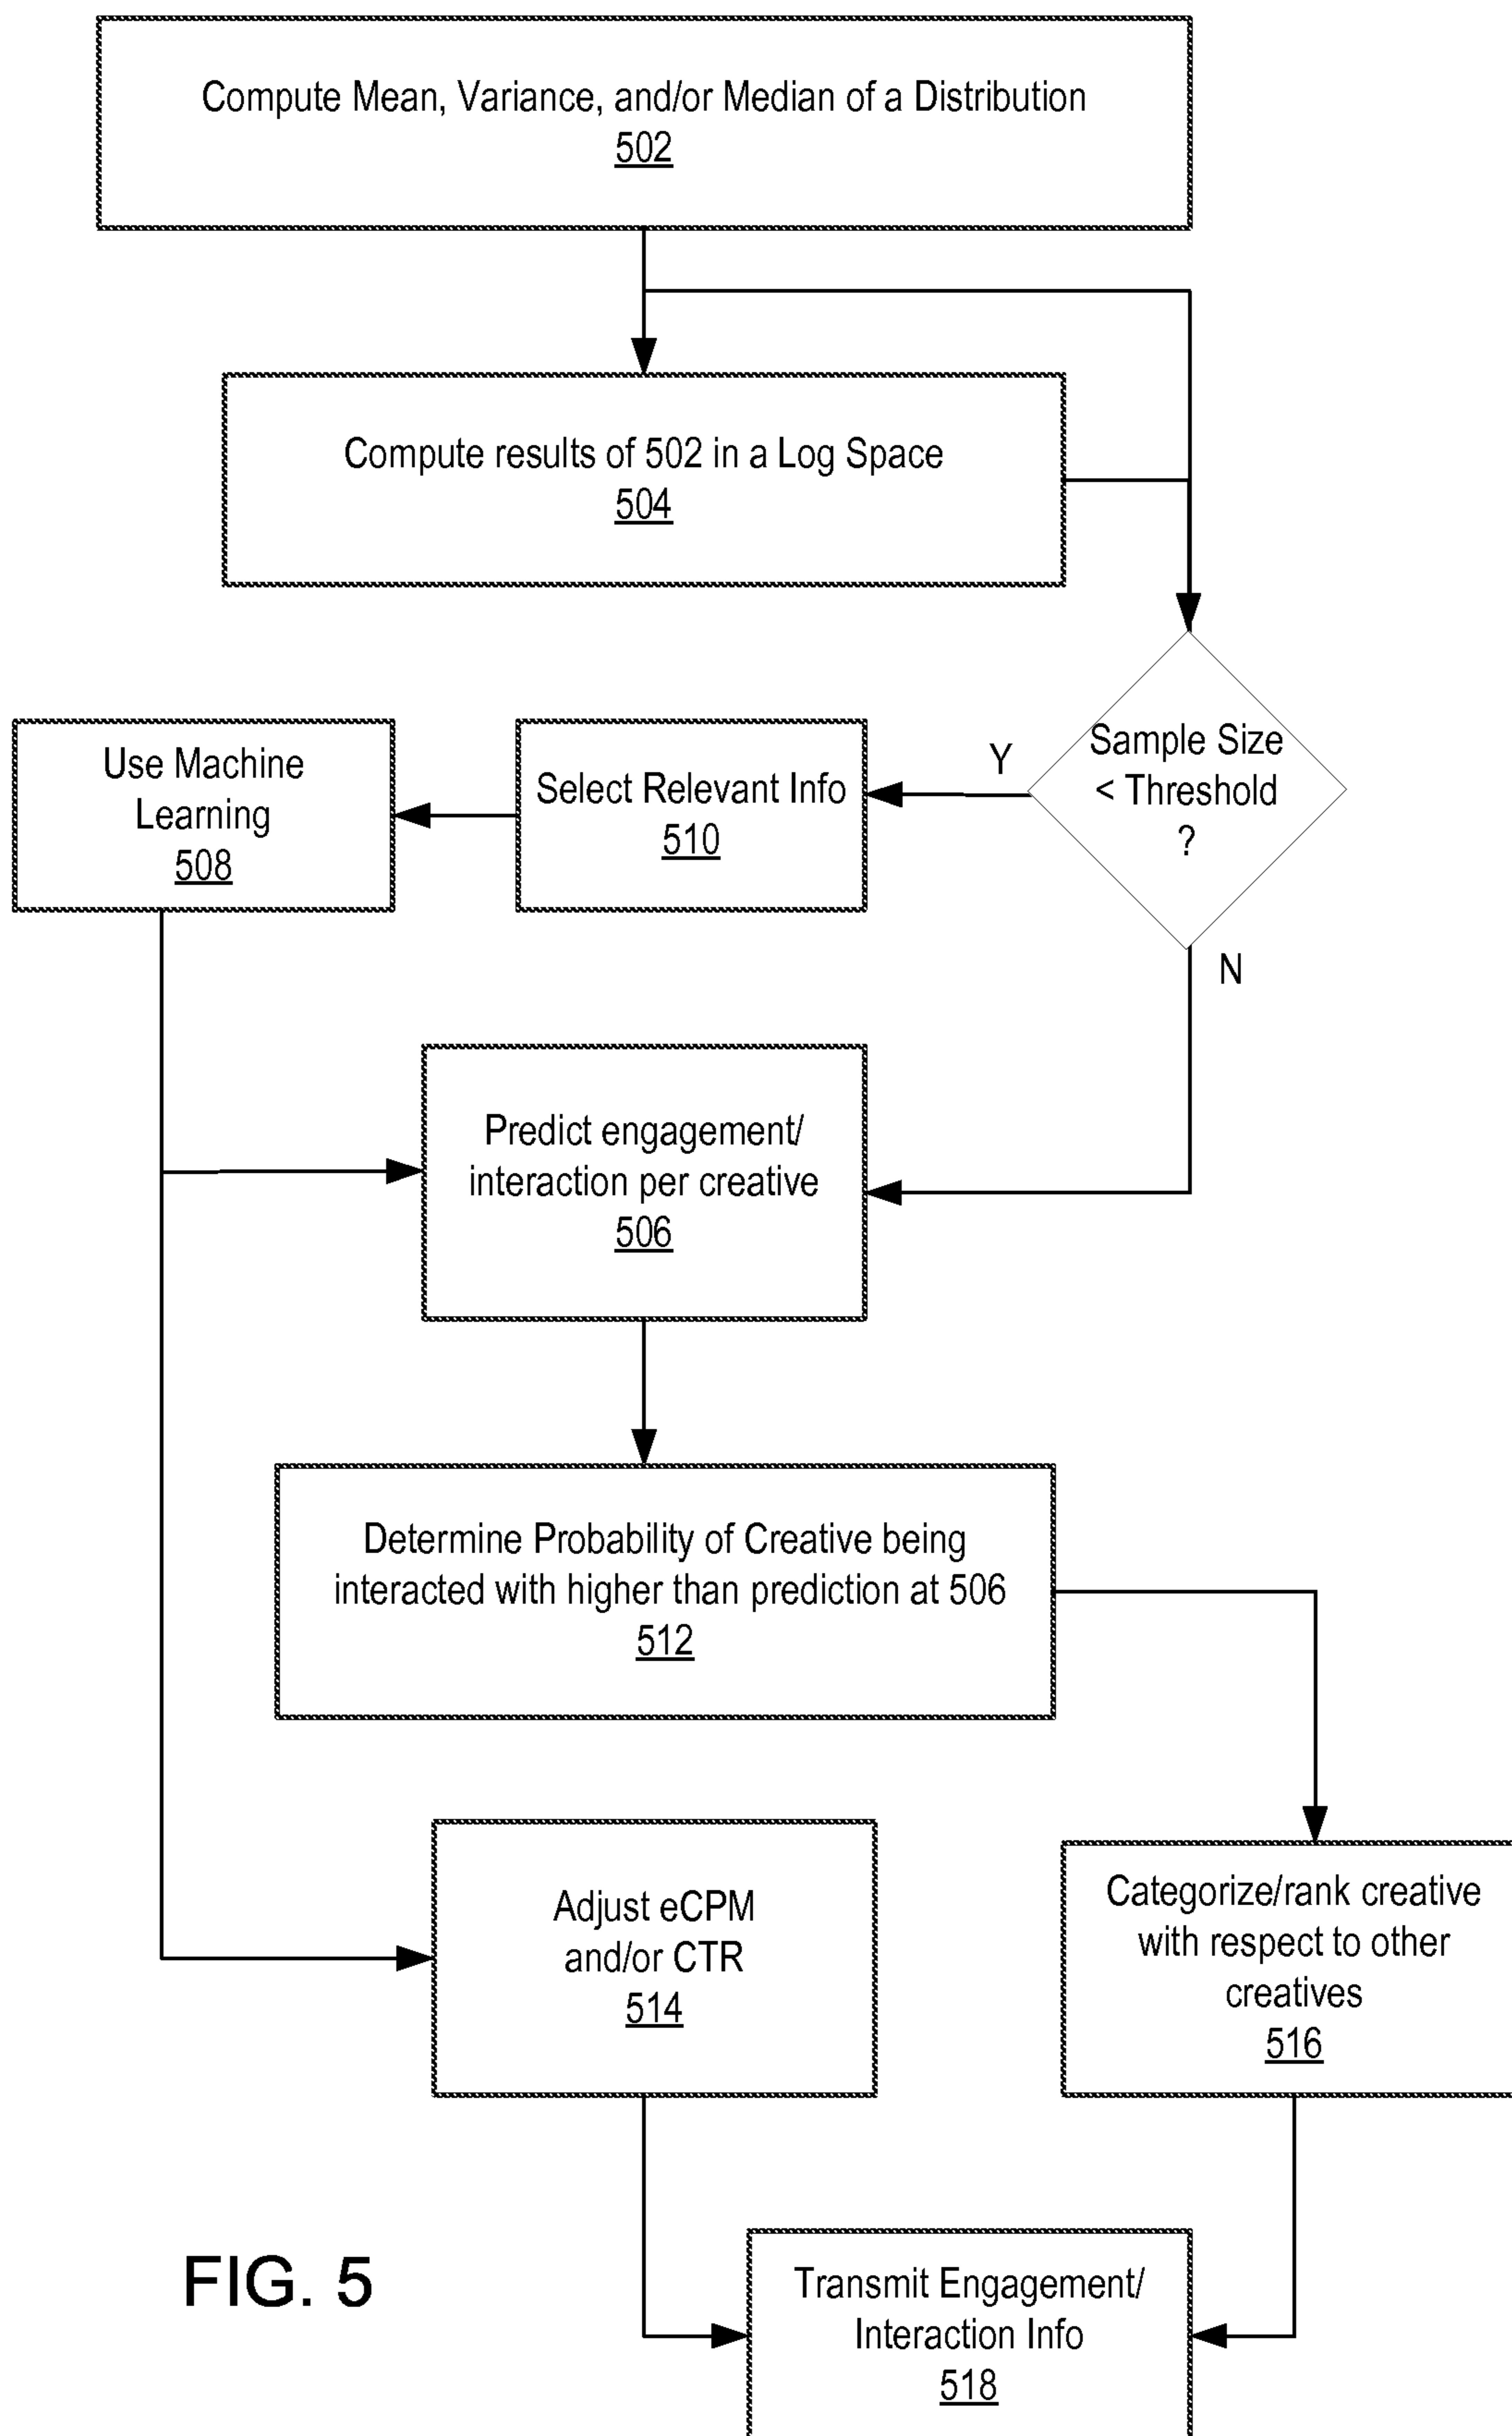 Compute Mean, Variance, and/or Median of a Distribution
502
Compute results of 502 in a Log Space
504
Sample Size
< Threshold
?
Y
N
Select Relevant Info
510
Use Machine
Learning
508
Predict engagement/
interaction per creative
506
Determine Probability of Creative being
interacted with higher than prediction at 506
512
Adjust eCPM
and/or CTR
514
Categorize/rank creative
with respect to other
creatives
516
Transmit Engagement/
Interaction Info
518
FIG. 5